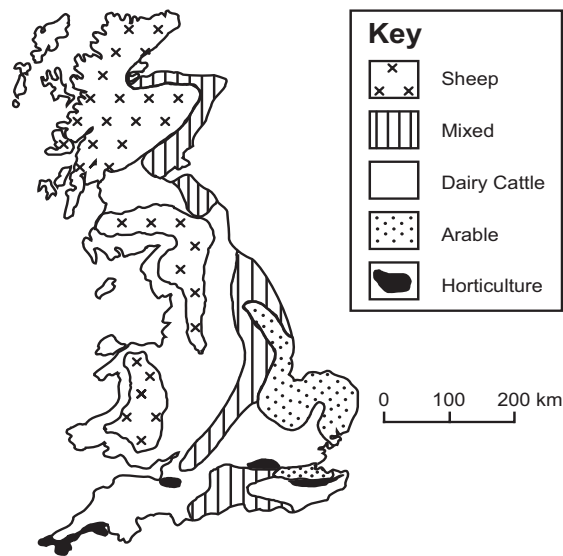 Key
Sheep
Mixed
Dairy Cattle
Arable
Horticulture
0 100 200 km